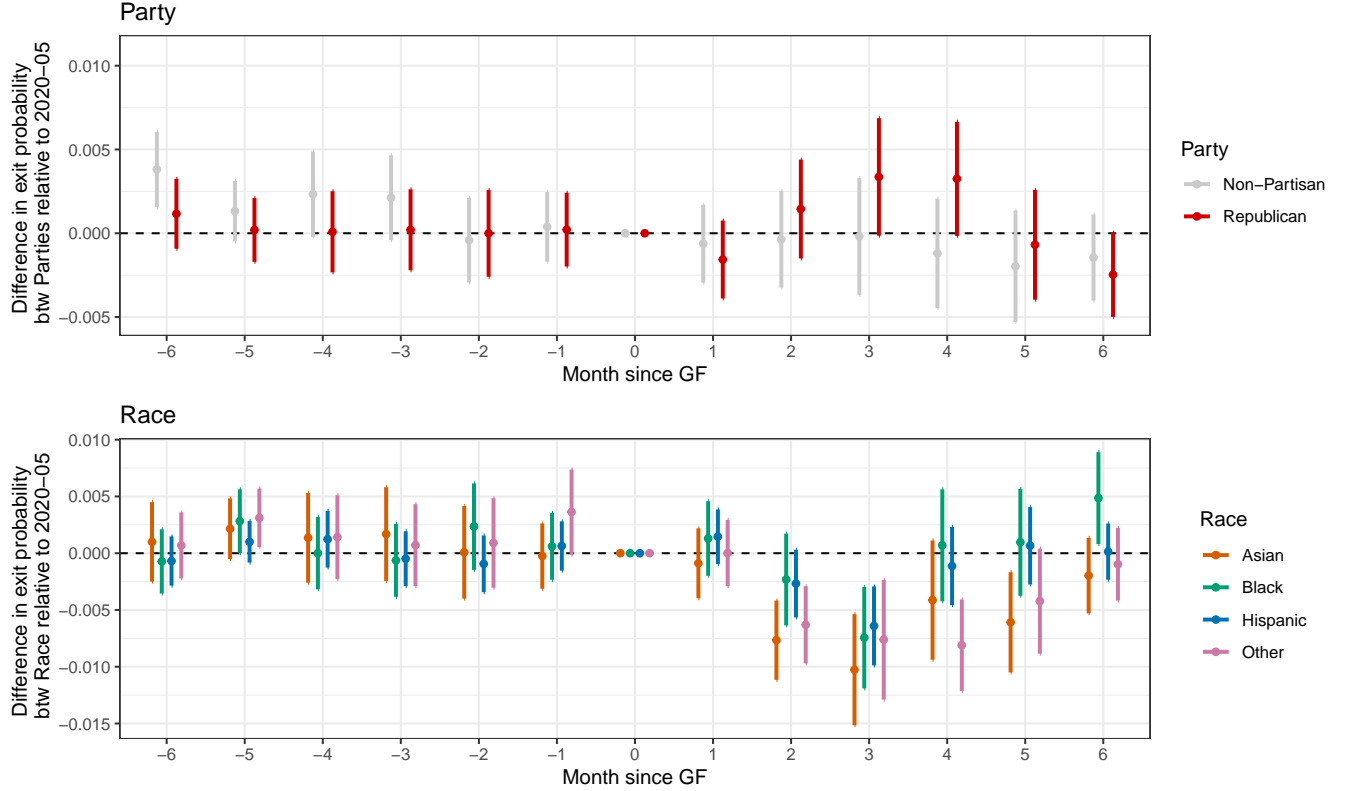 Party
Difference in exit probability
btw Parties relative to 2020−05
0.010
0.005
0.000
−0.005
−6 −5 −4 −3 −2 −1 0 1 2 3 4 5 6
Month since GF
Party
Non−Partisan
Republican
Race
Difference in exit probability
btw Race relative to 2020−05
0.010
0.005
0.000
−0.005
−0.010
−0.015
−6 −5 −4 −3 −2 −1 0 1 2 3 4 5 6
Month since GF
Race
Asian
Black
Hispanic
Other